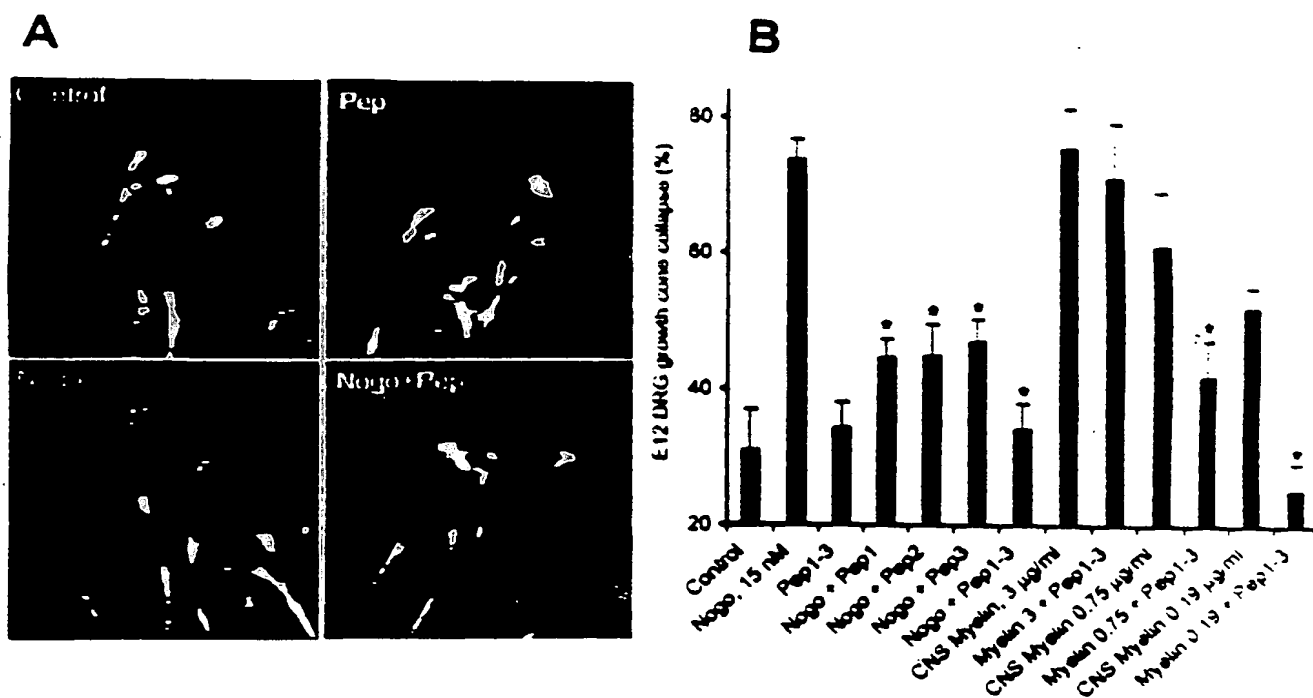 A
B
Pep
Nogo+Pep
E12 DRG growth cone collapse (%)
80
60
40
20
Control
Nogo, 15 nM
Pep1-3
Nogo + Pep1
Nogo + Pep2
Nogo + Pep3
Nogo + Pep1-3
CNS Myelin, 3 µg/ml
Myelin 3 + Pep1-3
CNS Myelin 0.75 µg/ml
Myelin 0.75 + Pep1-3
CNS Myelin 0.19 µg/ml
Myelin 0.19 + Pep1-3